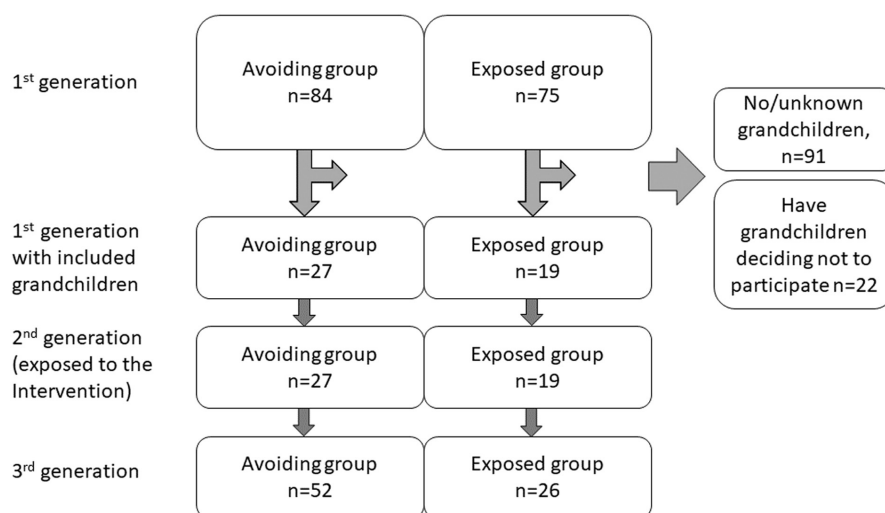 1st generation
Avoiding group
n=84
Exposed group
n=75
No/unknown
grandchildren,
n=91
Have
grandchildren
deciding not to
participate n=22
1st generation
with included
grandchildren
Avoiding group
n=27
Exposed group
n=19
2nd generation
(exposed to the
Intervention)
Avoiding group
n=27
Exposed group
n=19
3rd generation
Avoiding group
n=52
Exposed group
n=26